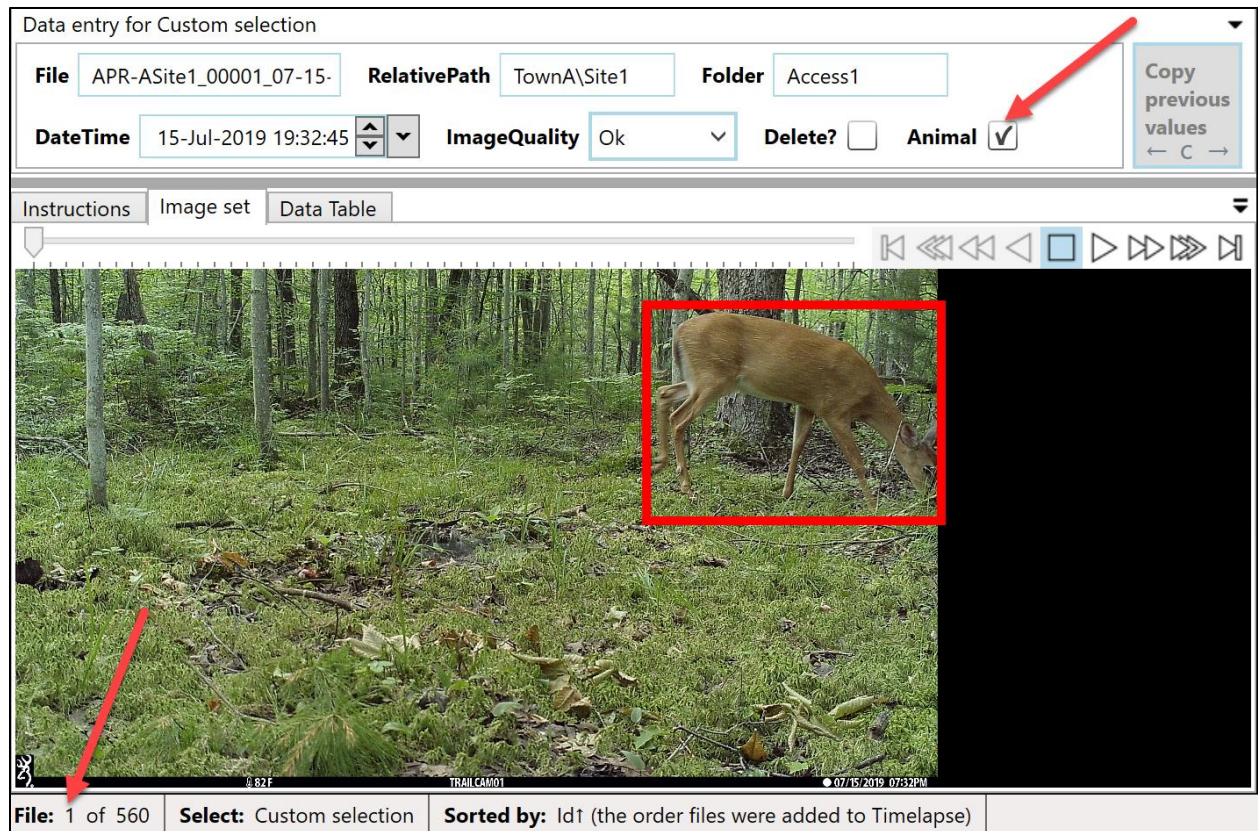 Data entry for Custom selection
File APR-ASite1_00001_07-15- RelativePath TownA\Site1 Folder Access1
DateTime 15-Jul-2019 19:32:45 ImageQuality Ok Delete? Animal
Copy
previous
values
← C →
Instructions Image set Data Table
82F TRAILCAM01 07/15/2019 07:32PM
File: 1 of 560 Select: Custom selection Sorted by: Id↑ (the order files were added to Timelapse)